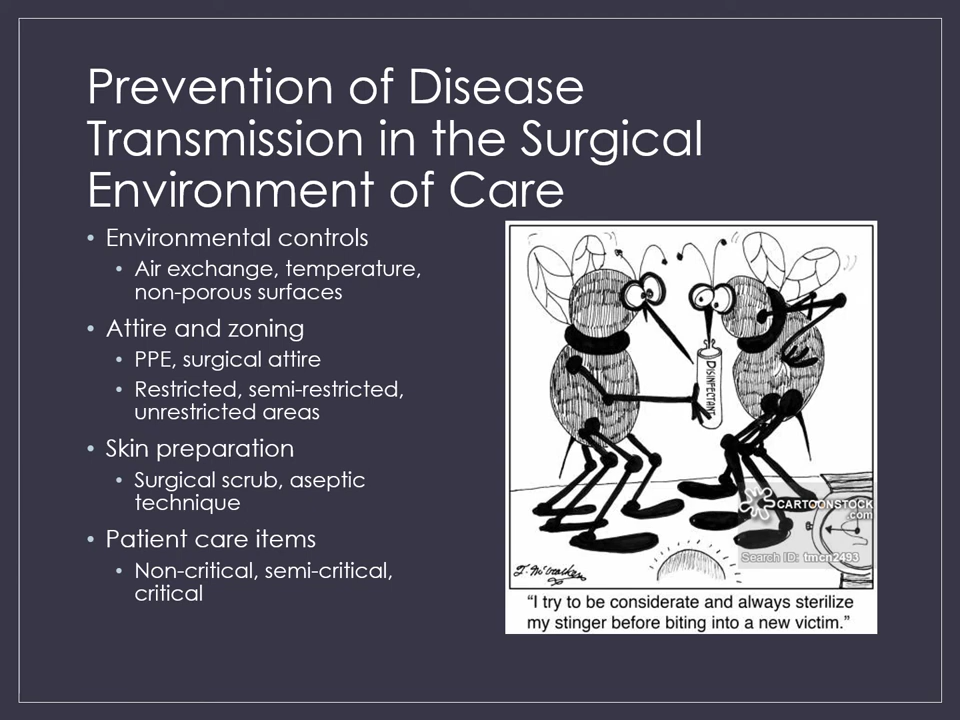 Prevention of Disease
Transmission in the Surgical
Environment of Care
• Environmental controls
• Air exchange, temperature,
non-porous surfaces
• Attire and zoning
• PPE, surgical attire
• Restricted, semi-restricted,
unrestricted areas
• Skin preparation
• Surgical scrub, aseptic
technique
• Patient care items
• Non-critical, semi-critical,
critical
DISINFECTANT
CARTOONSTOCK
.com
Search ID: tmcn2493
T. McCracken
"I try to be considerate and always sterilize
my stinger before biting into a new victim."